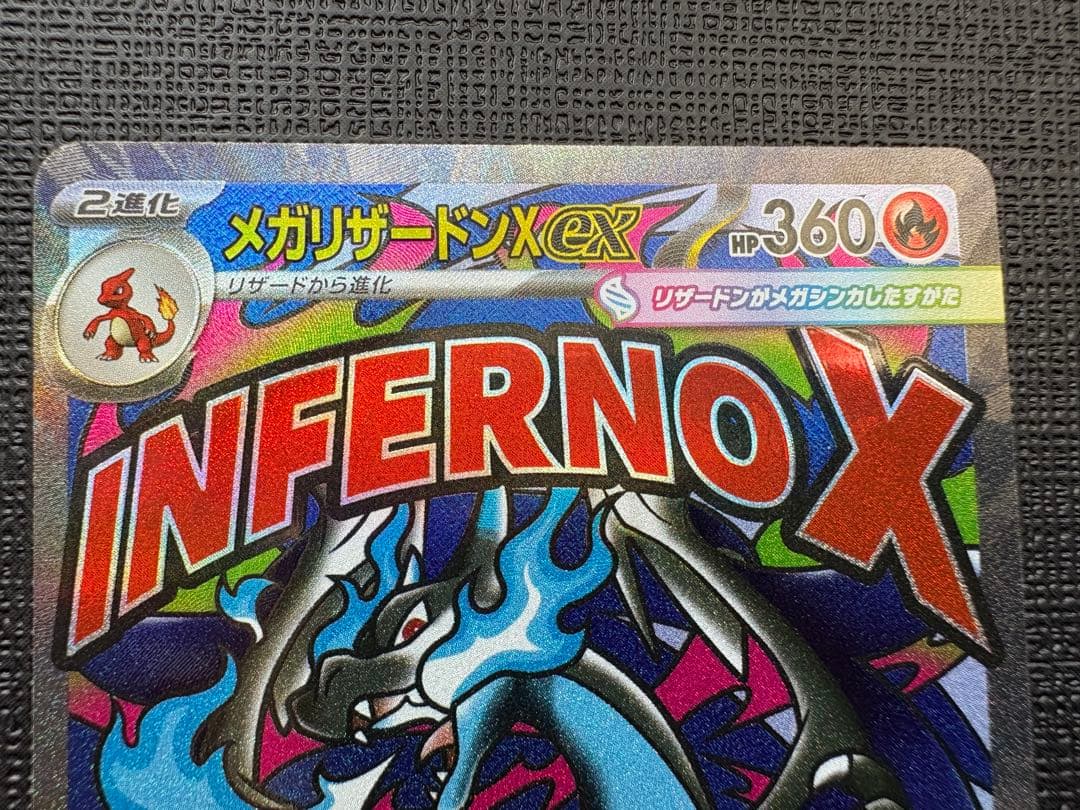 2進化
メガリザードンXex
HP360
リザードから進化
リザードンがメガシンカしたすがた
INFERNO X